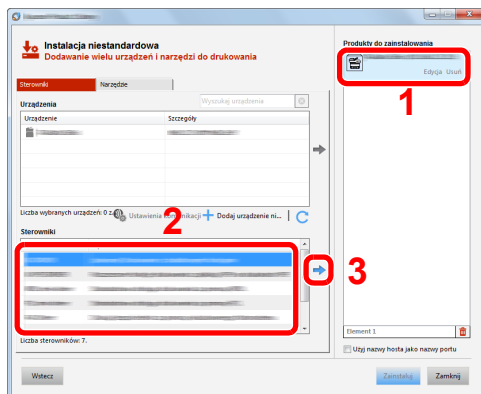 Instalacja niestandardowa
Dodawanie wielu urządzeń i narzędzi do drukowania
Sterowniki
Narzędzie
Urządzenia
Wyszukaj urządzenia
Urządzenie
Szczegóły
Liczba wybranych urządzeń: 0 z
Ustawienia komunikacji
Dodaj urządzenie ni...
2
Sterowniki
3
Liczba sterowników: 7.
Produkty do zainstalowania
Edycja Usuń
1
Element 1
Użyj nazwy hosta jako nazwy portu
Wstecz
Zainstaluj
Zamknij